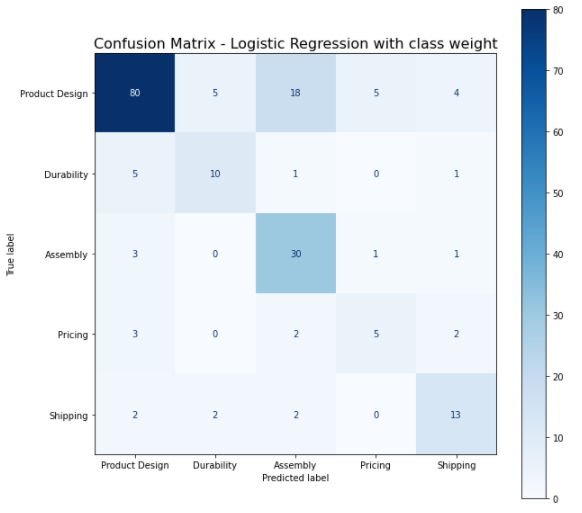 Confusion Matrix - Logistic Regression with class weight
80
Product Design 80 5 18 5 4
70
Durability 5 10 1 0 1
60
50
Assembly 3 0 30 1 1
True label
40
30
Pricing 3 0 2 5 2
20
Shipping 2 2 2 0 13
10
0
Product Design Durability Assembly Pricing Shipping
Predicted label